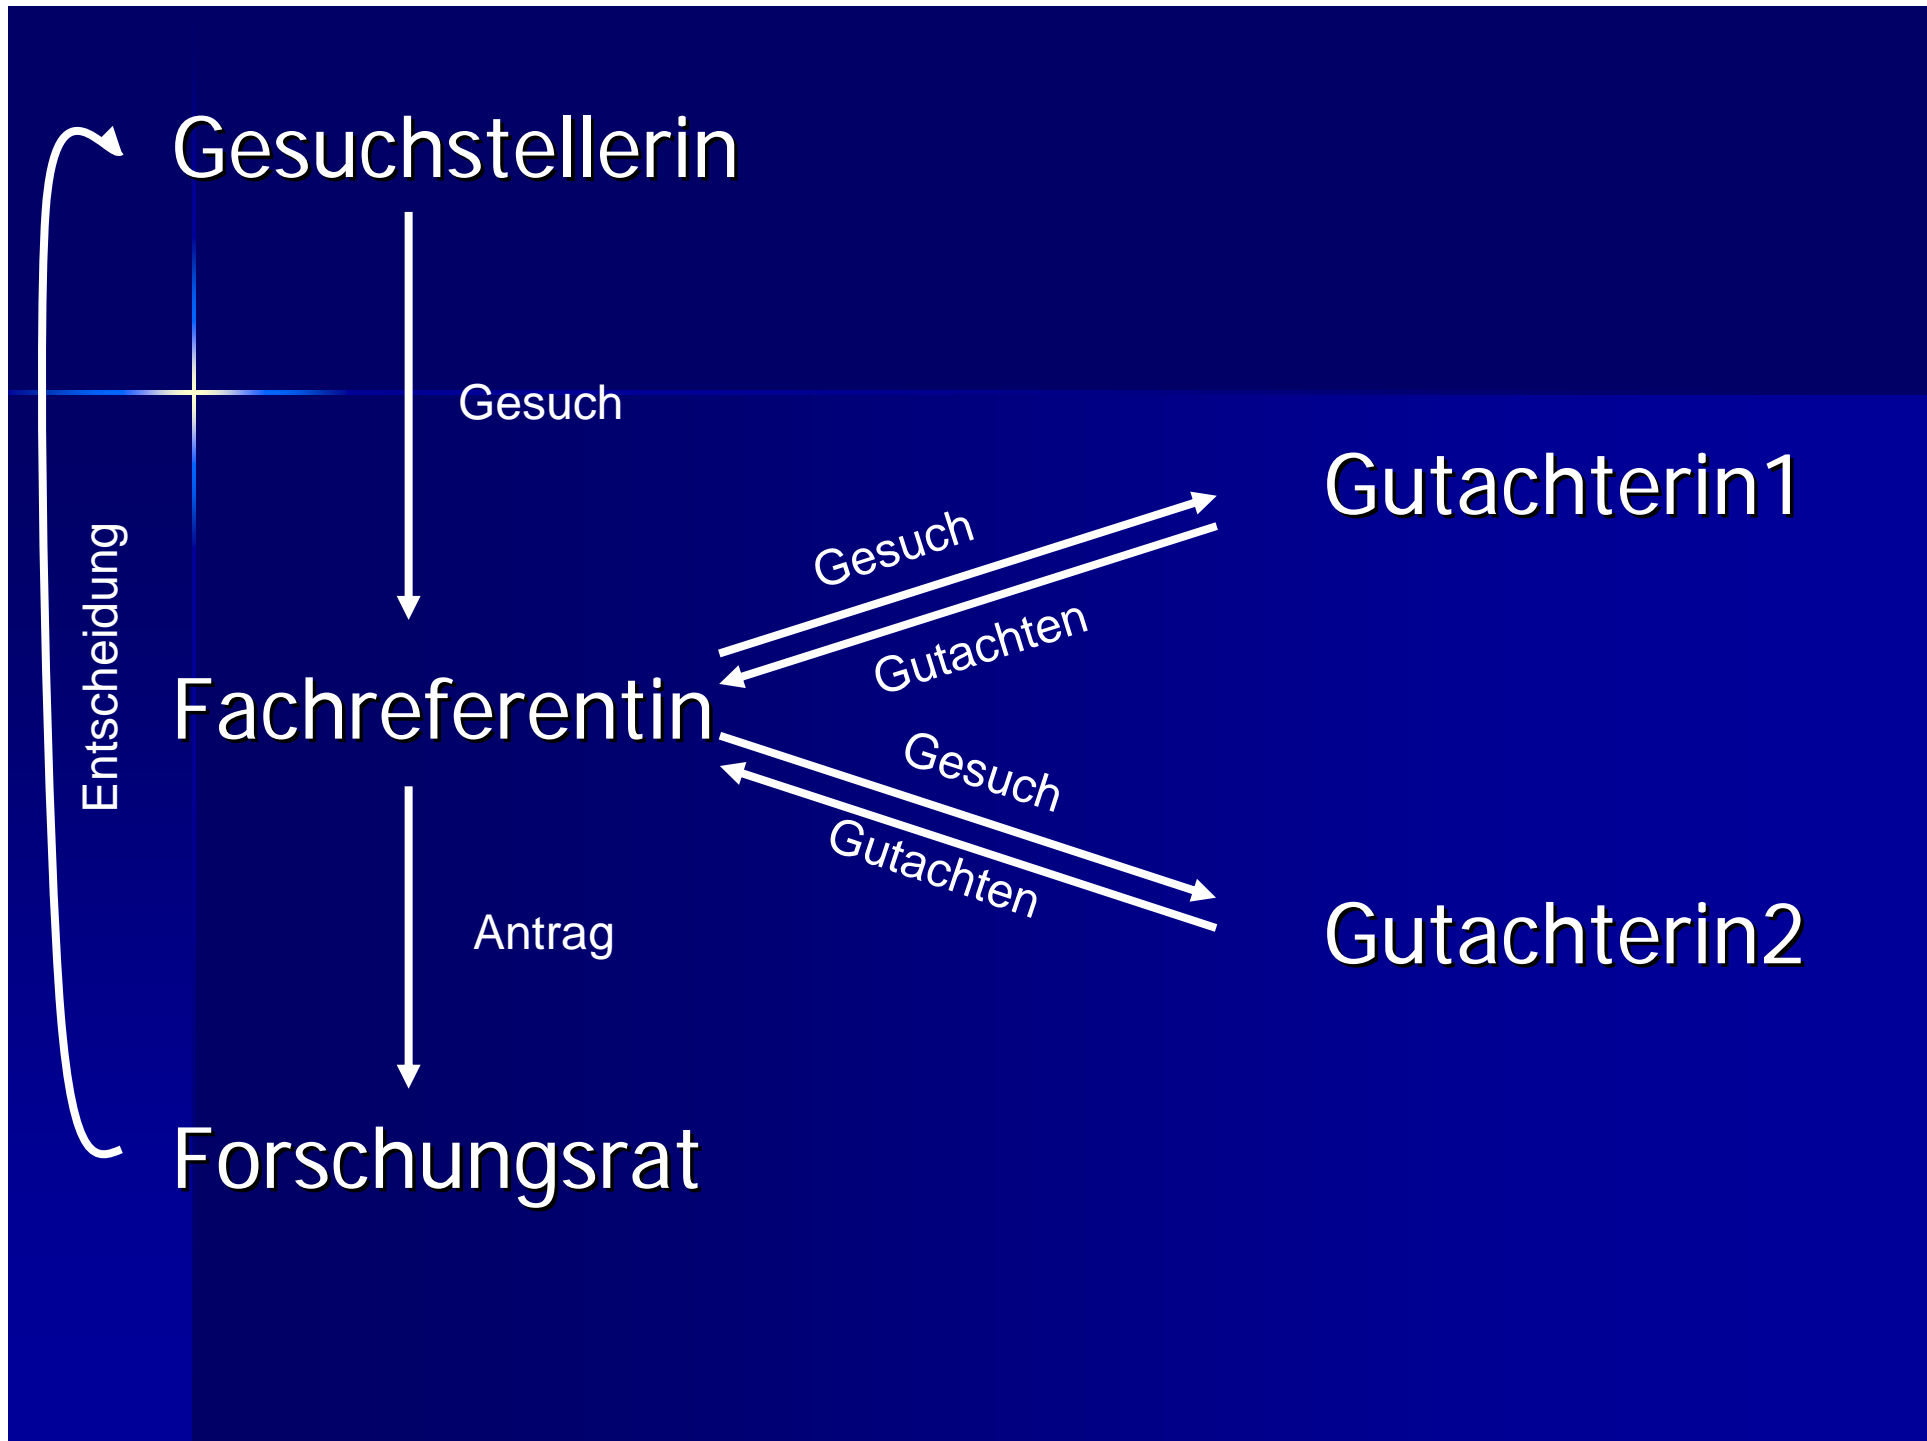 Gesuchstellerin
Gesuch
Gutachterin1
Gesuch
Gutachten
Entscheidung
Fachreferentin
Gesuch
Gutachten
Antrag
Gutachterin2
Forschungsrat